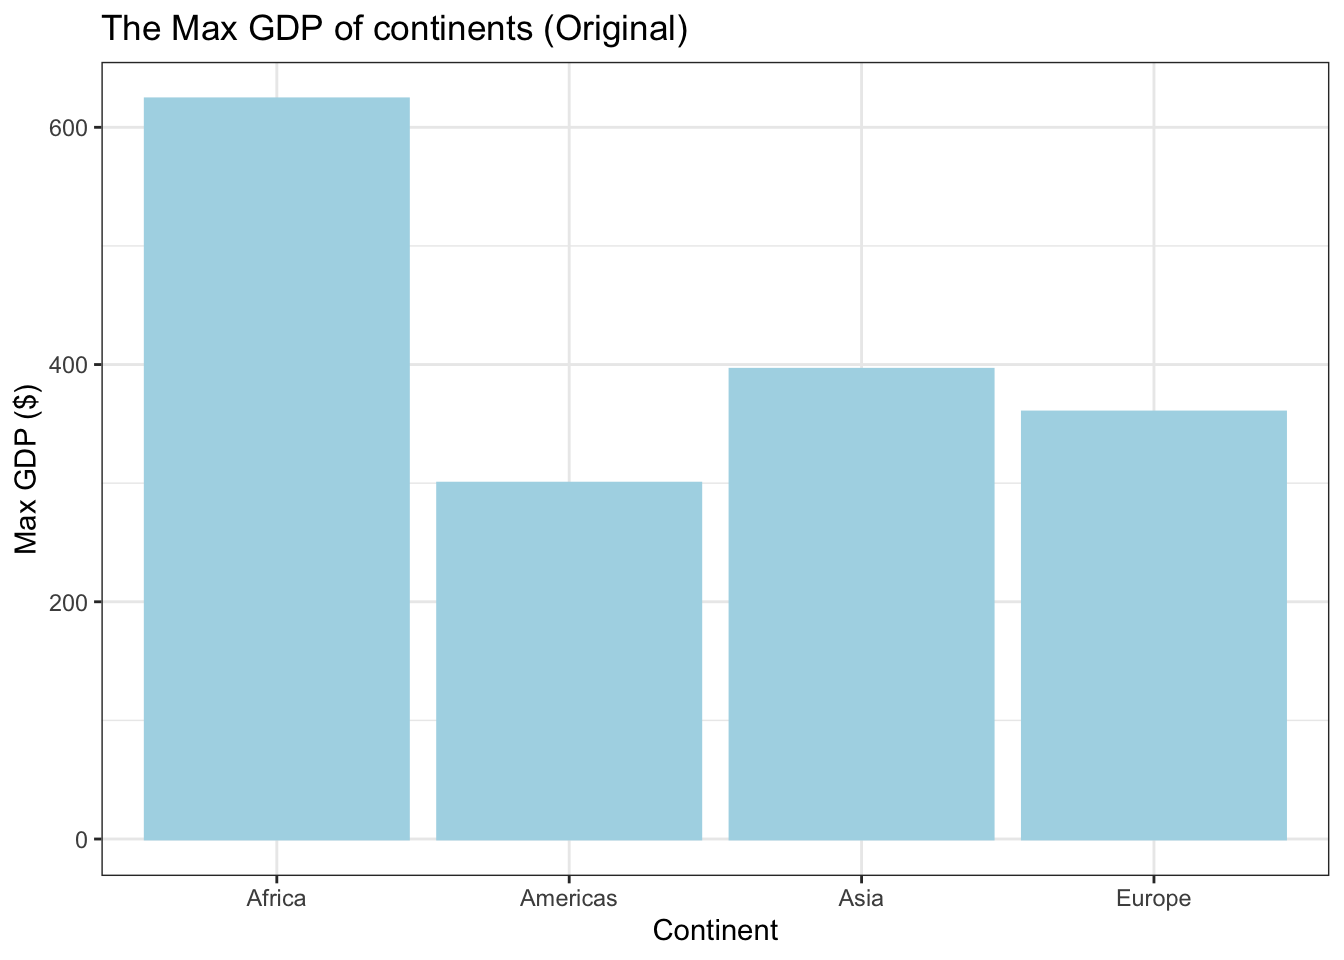 The Max GDP of continents (Original)
Max GDP ($)
600
400
200
0
Africa Americas Asia Europe
Continent